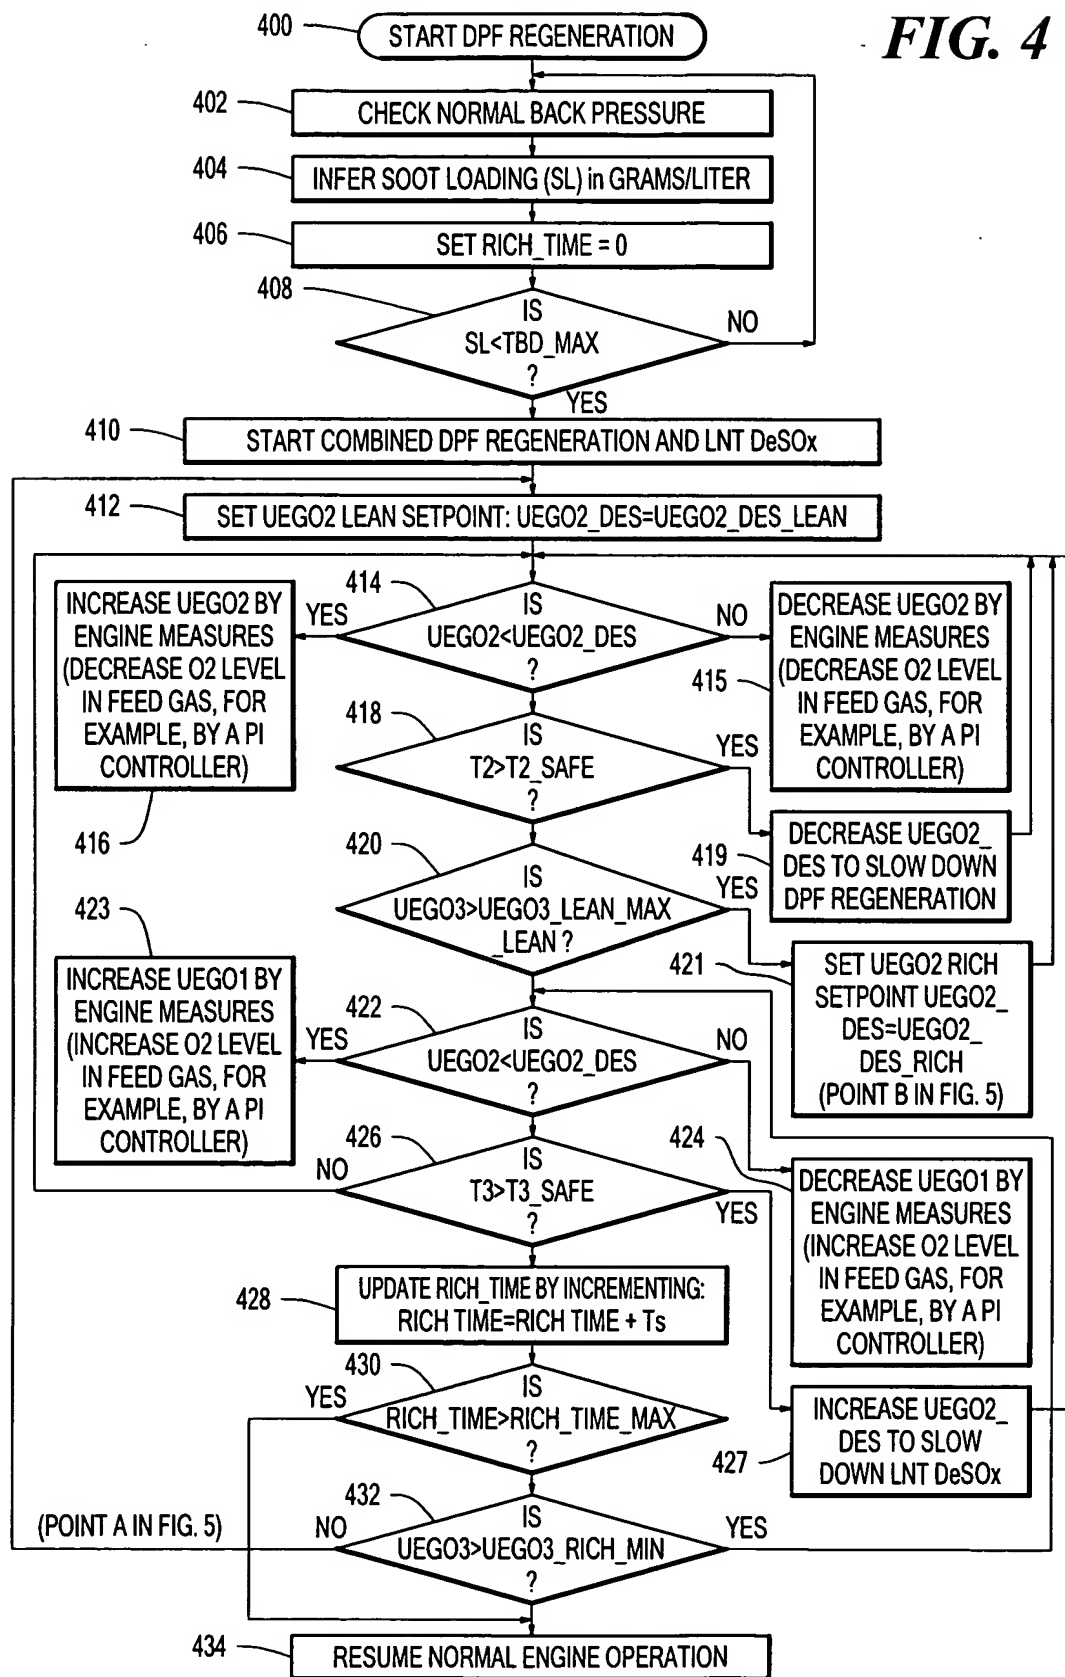 FIG. 4
400
START DPF REGENERATION
402
CHECK NORMAL BACK PRESSURE
404
INFER SOOT LOADING (SL) in GRAMS/LITER
406
SET RICH_TIME = 0
408
IS
SL<TBD_MAX
?
NO
YES
410
START COMBINED DPF REGENERATION AND LNT DeSOx
412
SET UEGO2 LEAN SETPOINT: UEGO2_DES=UEGO2_DES_LEAN
414
IS
UEGO2<UEGO2_DES
?
YES
NO
INCREASE UEGO2 BY
ENGINE MEASURES
(DECREASE O2 LEVEL
IN FEED GAS, FOR
EXAMPLE, BY A PI
CONTROLLER)
416
DECREASE UEGO2 BY
ENGINE MEASURES
(DECREASE O2 LEVEL
IN FEED GAS, FOR
EXAMPLE, BY A PI
CONTROLLER)
415
418
IS
T2>T2_SAFE
?
YES
DECREASE UEGO2_
DES TO SLOW DOWN
DPF REGENERATION
419
420
IS
UEGO3>UEGO3_LEAN_MAX
_LEAN ?
YES
421
SET UEGO2 RICH
SETPOINT UEGO2_
DES=UEGO2_
DES_RICH
(POINT B IN FIG. 5)
423
INCREASE UEGO1 BY
ENGINE MEASURES
(INCREASE O2 LEVEL
IN FEED GAS, FOR
EXAMPLE, BY A PI
CONTROLLER)
422
IS
UEGO2<UEGO2_DES
?
YES
NO
424
DECREASE UEGO1 BY
ENGINE MEASURES
(INCREASE O2 LEVEL
IN FEED GAS, FOR
EXAMPLE, BY A PI
CONTROLLER)
426
IS
T3>T3_SAFE
?
NO
YES
428
UPDATE RICH_TIME BY INCREMENTING:
RICH TIME=RICH TIME + Ts
427
INCREASE UEGO2_
DES TO SLOW
DOWN LNT DeSOx
430
IS
RICH_TIME>RICH_TIME_MAX
?
YES
432
IS
UEGO3>UEGO3_RICH_MIN
?
(POINT A IN FIG. 5)
NO
YES
434
RESUME NORMAL ENGINE OPERATION